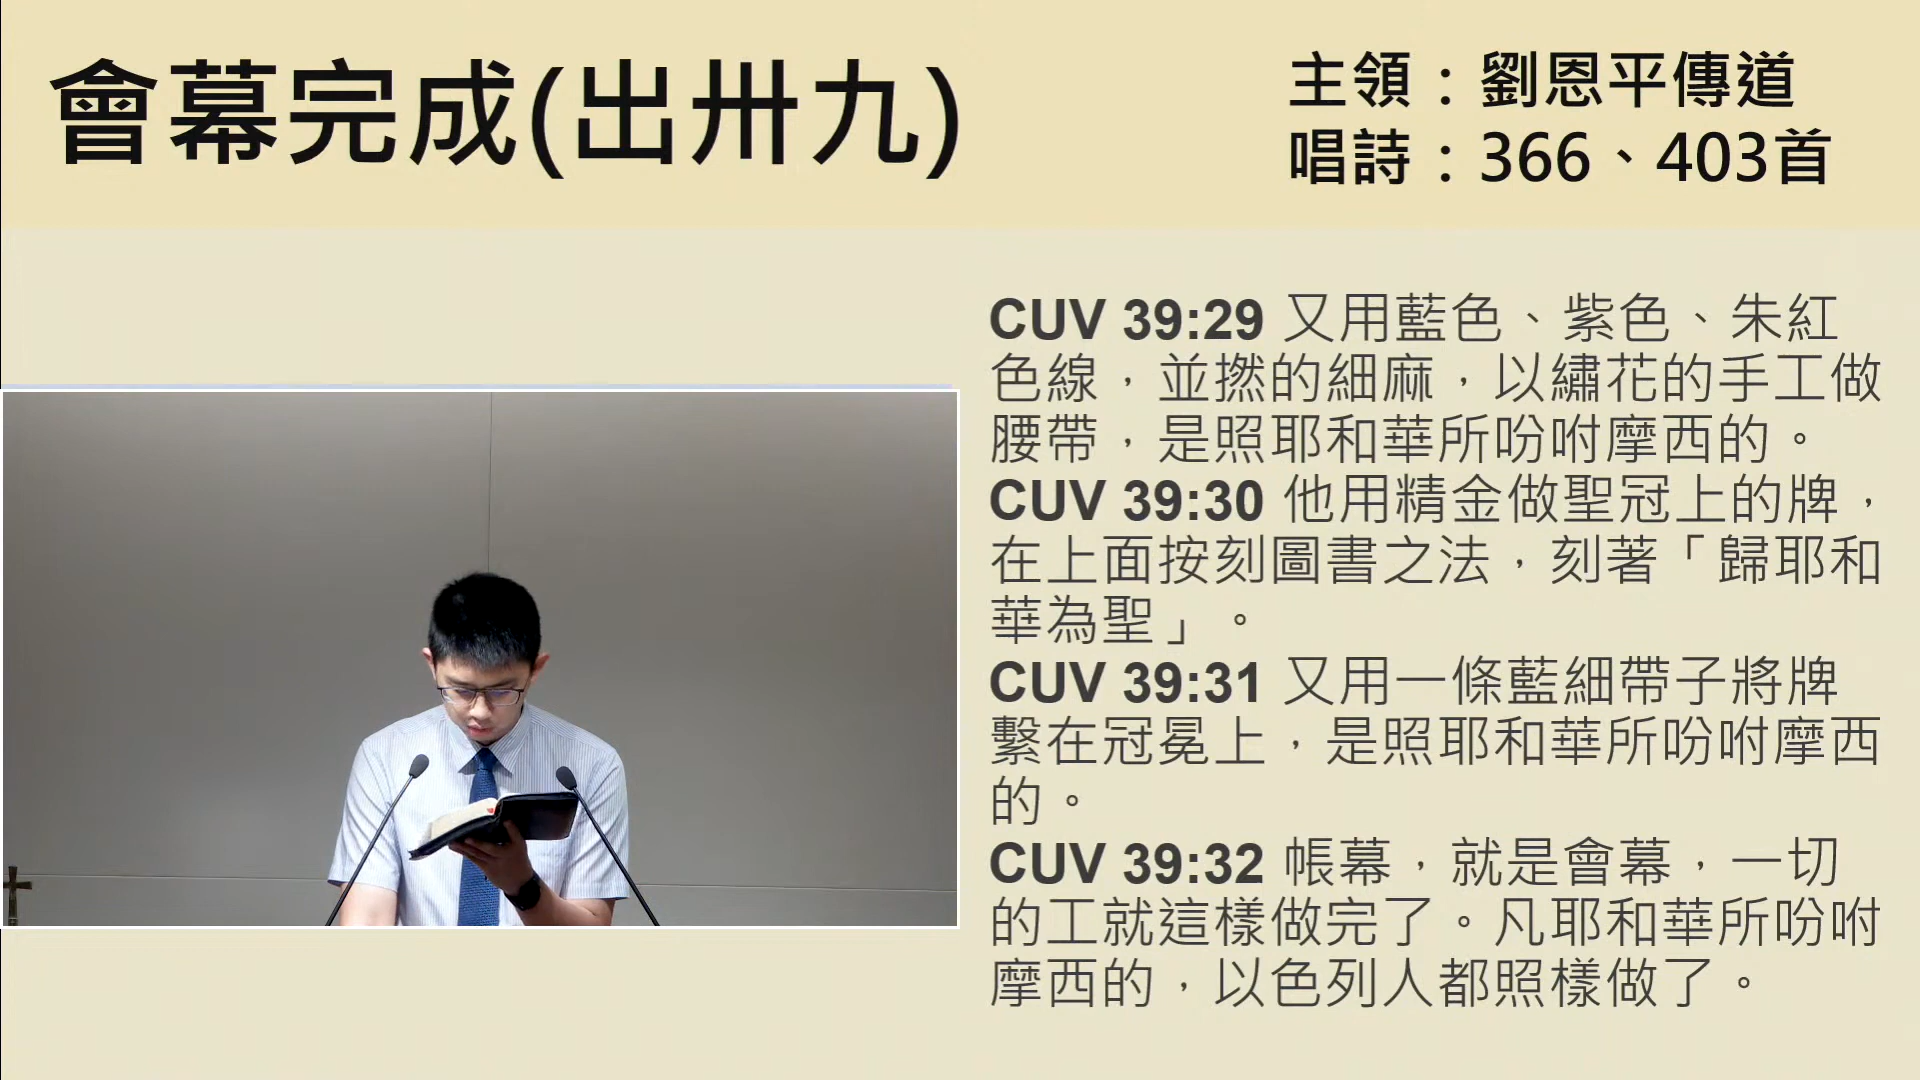 會幕完成(出卅九)
主領：劉恩平傳道
唱詩：366、403首
CUV 39:29 又用藍色、紫色、朱紅
色線，並撚的細麻，以繡花的手工做
腰帶，是照耶和華所吩咐摩西的。
CUV 39:30 他用精金做聖冠上的牌，
在上面按刻圖書之法，刻著「歸耶和
華為聖」。
CUV 39:31 又用一條藍細帶子將牌
繫在冠冕上，是照耶和華所吩咐摩西
的。
CUV 39:32 帳幕，就是會幕，一切
的工就這樣做完了。凡耶和華所吩咐
摩西的，以色列人都照樣做了。